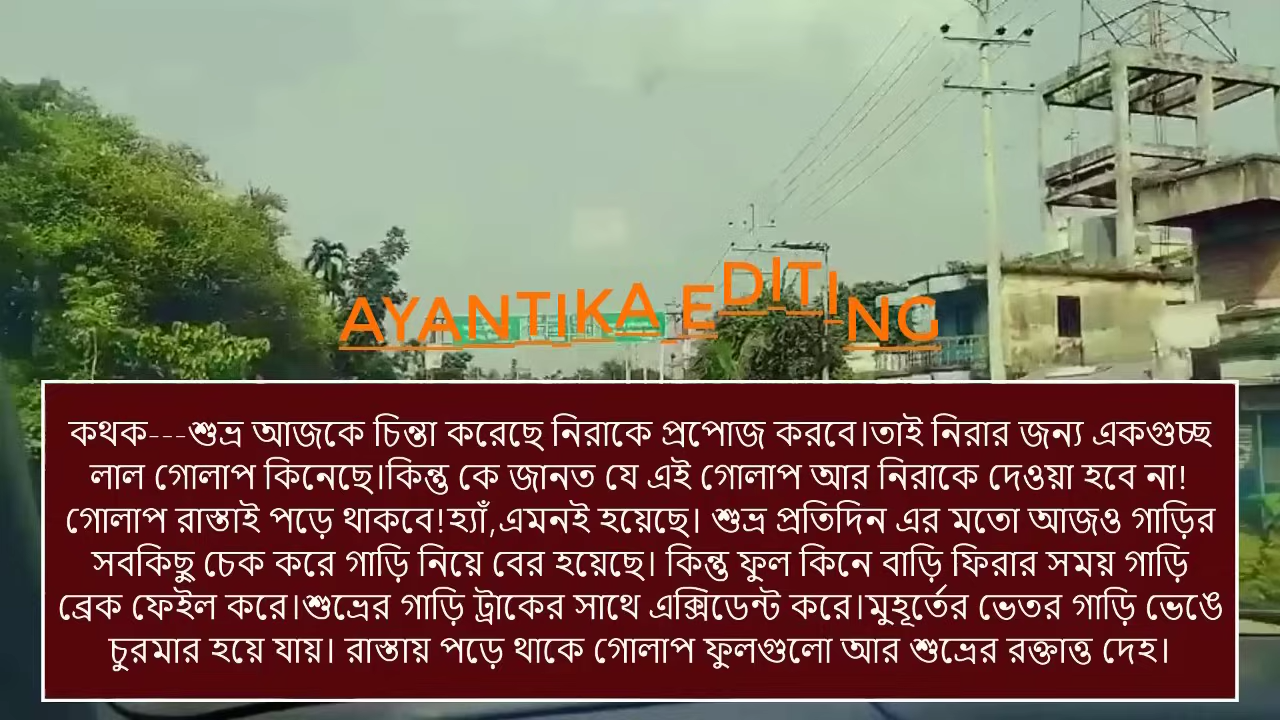 AYANTIKA EDITING
কথক---শুভ্র আজকে চিন্তা করেছে নিরাকে প্রপোজ করবে।তাই নিরার জন্য একগুচ্ছ
লাল গোলাপ কিনেছে।কিন্তু কে জানত যে এই গোলাপ আর নিরাকে দেওয়া হবে না!
গোলাপ রাস্তাই পড়ে থাকবে!হ্যাঁ,এমনই হয়েছে। শুভ্র প্রতিদিন এর মতো আজও গাড়ির
সবকিছু চেক করে গাড়ি নিয়ে বের হয়েছে। কিন্তু ফুল কিনে বাড়ি ফিরার সময় গাড়ি
ব্রেক ফেইল করে।শুভ্রের গাড়ি ট্রাকের সাথে এক্সিডেন্ট করে।মুহূর্তের ভেতর গাড়ি ভেঙে
চুরমার হয়ে যায়। রাস্তায় পড়ে থাকে গোলাপ ফুলগুলো আর শুভ্রের রক্তাত্ত দেহ।